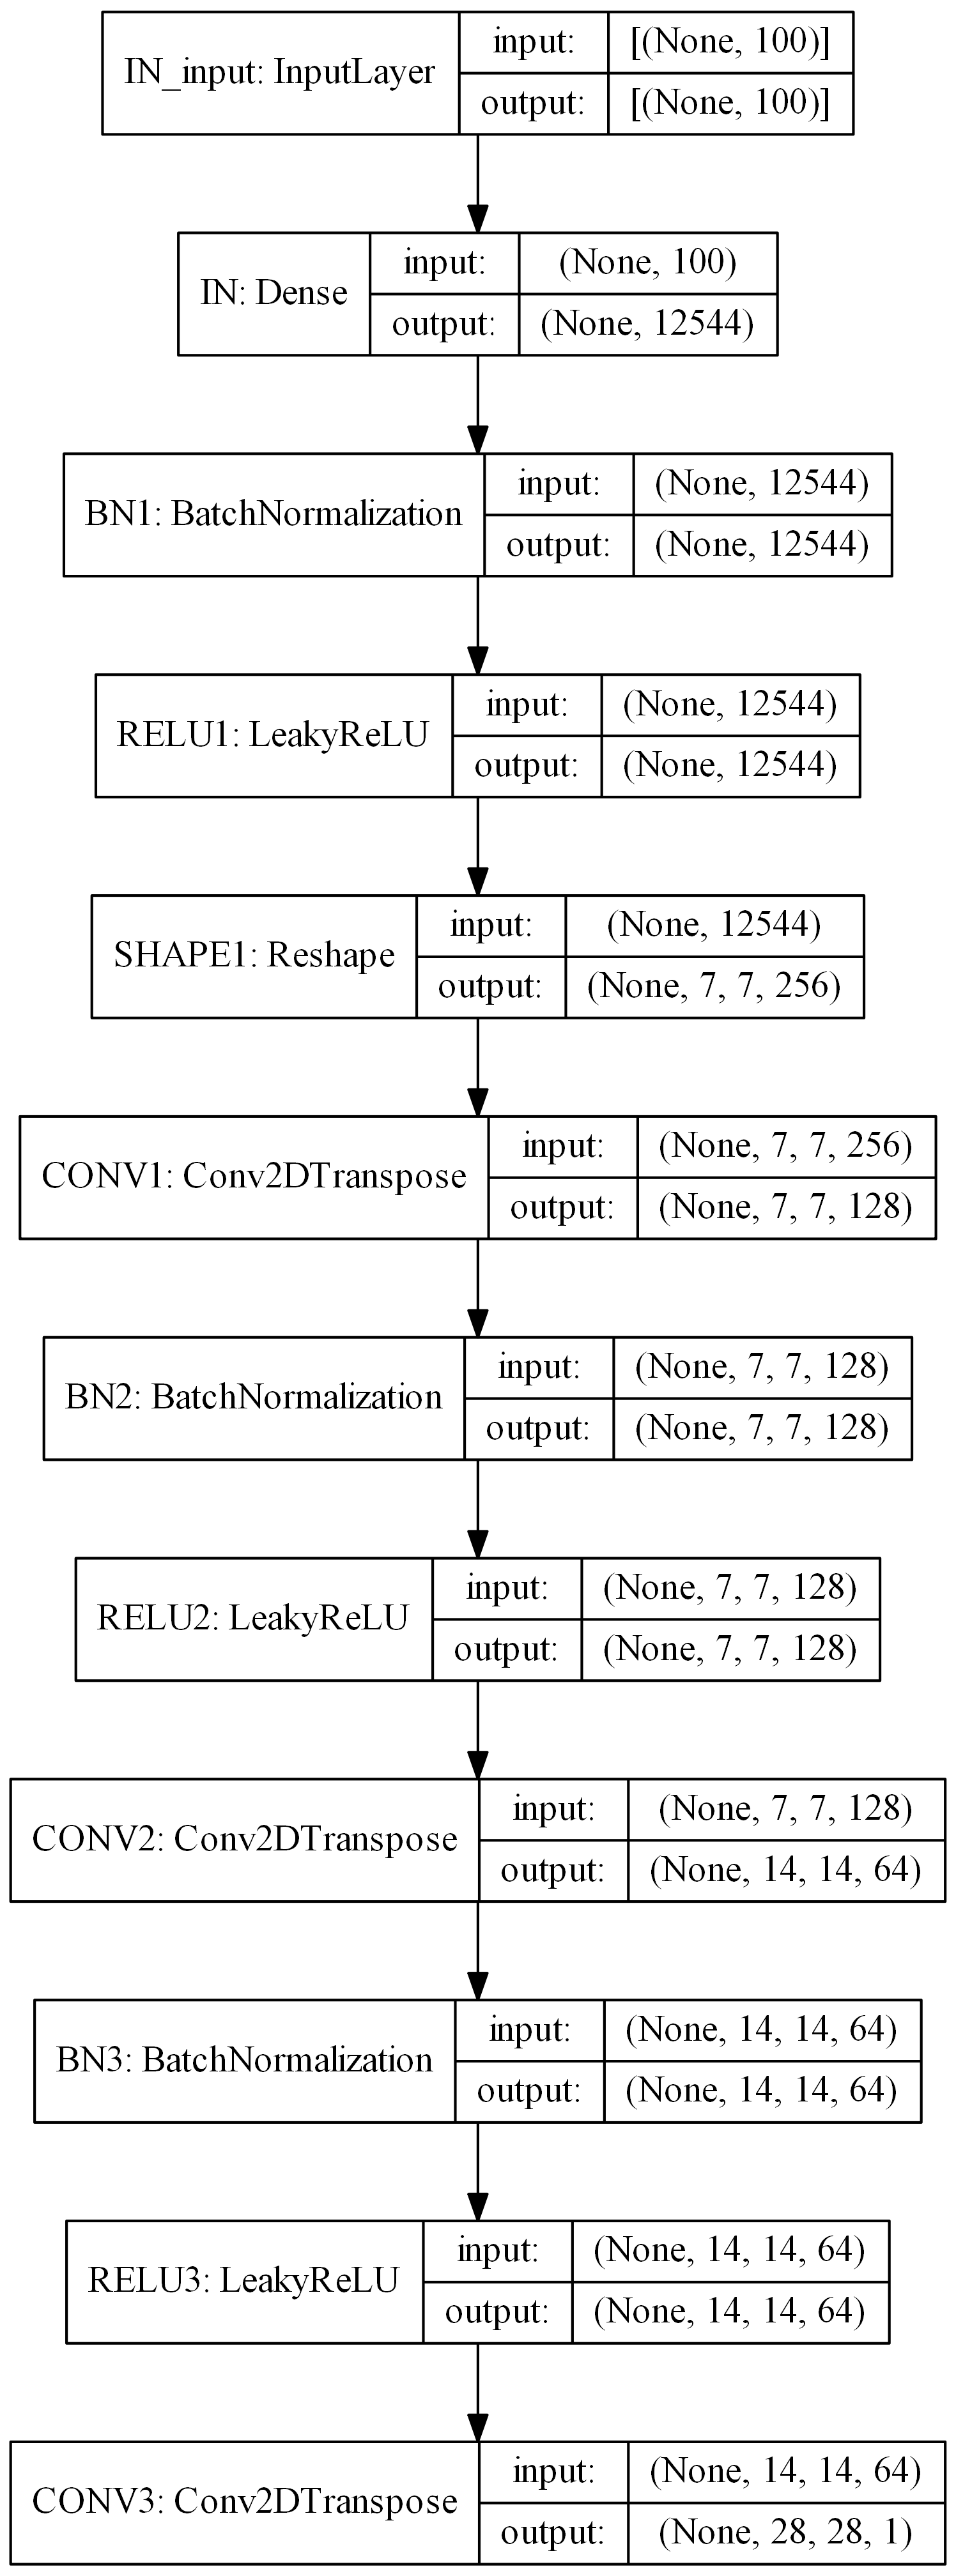 IN_input: InputLayer
input: [(None, 100)]
output: [(None, 100)]
IN: Dense
input: (None, 100)
output: (None, 12544)
BN1: BatchNormalization
input: (None, 12544)
output: (None, 12544)
RELU1: LeakyReLU
input: (None, 12544)
output: (None, 12544)
SHAPE1: Reshape
input: (None, 12544)
output: (None, 7, 7, 256)
CONV1: Conv2DTranspose
input: (None, 7, 7, 256)
output: (None, 7, 7, 128)
BN2: BatchNormalization
input: (None, 7, 7, 128)
output: (None, 7, 7, 128)
RELU2: LeakyReLU
input: (None, 7, 7, 128)
output: (None, 7, 7, 128)
CONV2: Conv2DTranspose
input: (None, 7, 7, 128)
output: (None, 14, 14, 64)
BN3: BatchNormalization
input: (None, 14, 14, 64)
output: (None, 14, 14, 64)
RELU3: LeakyReLU
input: (None, 14, 14, 64)
output: (None, 14, 14, 64)
CONV3: Conv2DTranspose
input: (None, 14, 14, 64)
output: (None, 28, 28, 1)